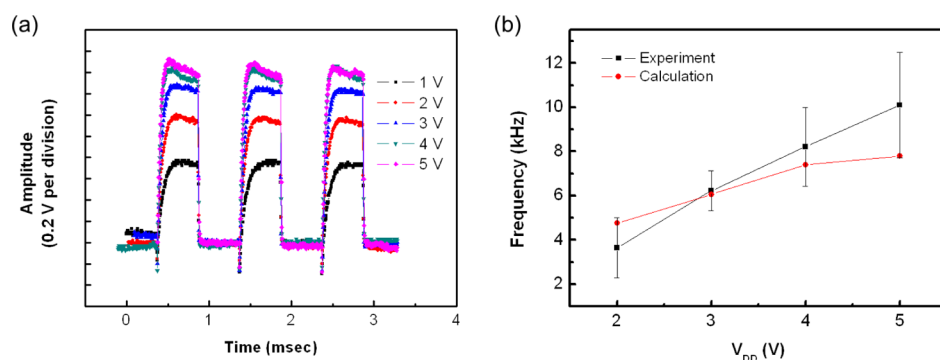 (a)
Amplitude
(0.2 V per division)
1 V
2 V
3 V
4 V
5 V
0 1 2 3 4
Time (msec)
(b)
Frequency (kHz)
12
10
8
6
4
2
Experiment
Calculation
2 3 4 5
V_DD (V)